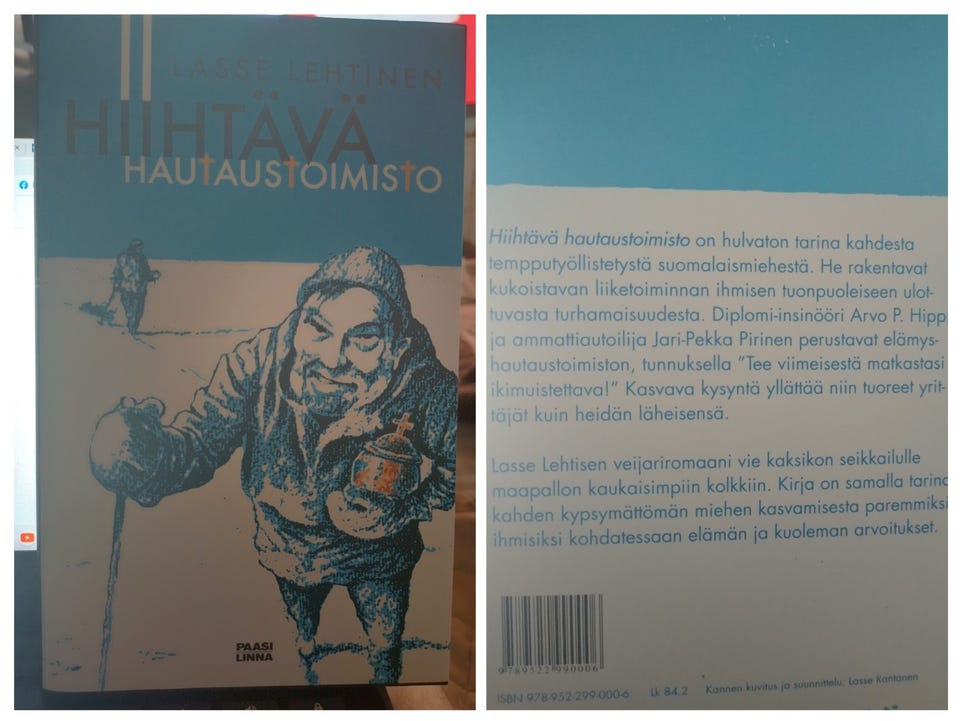 LASSE LEHTINEN
HIIHTÄVÄ
HAUTAUSTOIMISTO
PAASI
LINNA
Hiihtävä hautaustoimisto on hulvaton tarina kahdesta
tempputyöllistetystä suomalaismiehestä. He rakentavat
kukoistavan liiketoiminnan ihmisen tuonpuoleiseen ulot-
tuvasta turhamaisuudesta. Diplomi-insinööri Arvo P. Hipp
ja ammattiautoilija Jari-Pekka Pirinen perustavat elämys-
hautaustoimiston, tunnuksella "Tee viimeisestä matkastasi
ikimuistettava!" Kasvava kysyntä yllättää niin tuoreet yrit-
täjät kuin heidän läheisensä.
Lasse Lehtisen veijariromaani vie kaksikon seikkailulle
maapallon kaukaisimpiin kolkkiin. Kirja on samalla tarina
kahden kypsymättömän miehen kasvamisesta paremmiksi
ihmisiksi kohdatessaan elämän ja kuoleman arvoitukset.
9789522990006
ISBN 978-952-299-000-6 Lk 84.2 Kannen kuvitus ja suunnittelu: Lasse Rantanen